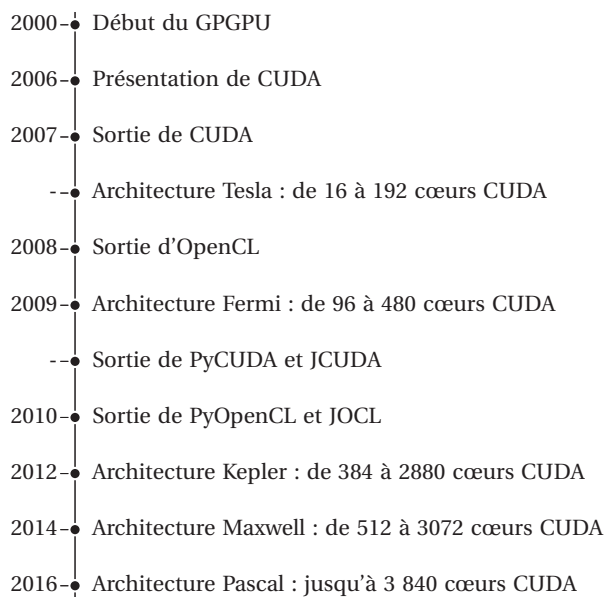 2000 Début du GPGPU
2006 Présentation de CUDA
2007 Sortie de CUDA
-- Architecture Tesla : de 16 à 192 cœurs CUDA
2008 Sortie d'OpenCL
2009 Architecture Fermi : de 96 à 480 cœurs CUDA
-- Sortie de PyCUDA et JCUDA
2010 Sortie de PyOpenCL et JOCL
2012 Architecture Kepler : de 384 à 2880 cœurs CUDA
2014 Architecture Maxwell : de 512 à 3072 cœurs CUDA
2016 Architecture Pascal : jusqu'à 3 840 cœurs CUDA